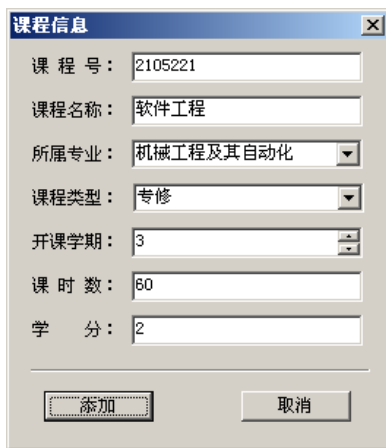 课程信息
课 程 号： 2105221
课程名称： 软件工程
所属专业： 机械工程及其自动化
课程类型： 专修
开课学期： 3
课 时 数： 60
学 分： 2
添加 取消